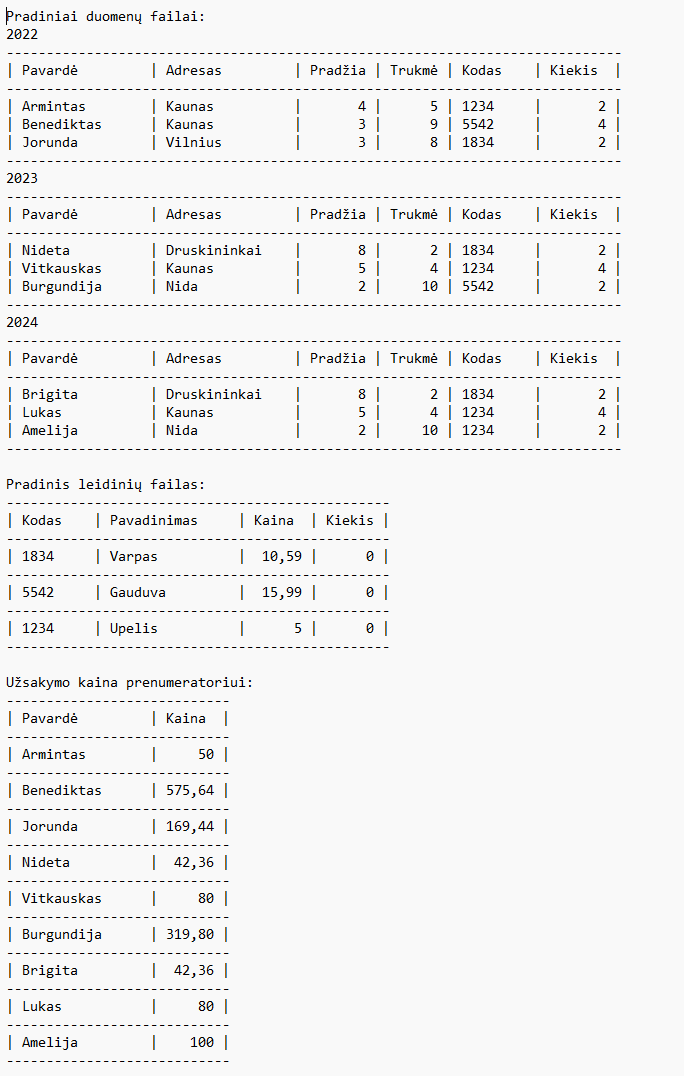 Pradiniai duomenų failai:
2022
-----------------------------------------------------------------------------
| Pavardė         | Adresas         | Pradžia | Trukmė | Kodas    | Kiekis  |
-----------------------------------------------------------------------------
| Armintas        | Kaunas          |       4 |      5 | 1234     |       2 |
| Benediktas      | Kaunas          |       3 |      9 | 5542     |       4 |
| Jorunda         | Vilnius         |       3 |      8 | 1834     |       2 |
-----------------------------------------------------------------------------
2023
-----------------------------------------------------------------------------
| Pavardė         | Adresas         | Pradžia | Trukmė | Kodas    | Kiekis  |
-----------------------------------------------------------------------------
| Nideta          | Druskininkai    |       8 |      2 | 1834     |       2 |
| Vitkauskas      | Kaunas          |       5 |      4 | 1234     |       4 |
| Burgundija      | Nida            |       2 |     10 | 5542     |       2 |
-----------------------------------------------------------------------------
2024
-----------------------------------------------------------------------------
| Pavardė         | Adresas         | Pradžia | Trukmė | Kodas    | Kiekis  |
-----------------------------------------------------------------------------
| Brigita         | Druskininkai    |       8 |      2 | 1834     |       2 |
| Lukas           | Kaunas          |       5 |      4 | 1234     |       4 |
| Amelija         | Nida            |       2 |     10 | 1234     |       2 |
-----------------------------------------------------------------------------

Pradinis leidinių failas:
------------------------------------------------
| Kodas    | Pavadinimas     | Kaina  | Kiekis |
------------------------------------------------
| 1834     | Varpas          |  10,59 |      0 |
------------------------------------------------
| 5542     | Gauduva         |  15,99 |      0 |
------------------------------------------------
| 1234     | Upelis          |      5 |      0 |
------------------------------------------------

Užsakymo kaina prenumeratoriui:
----------------------------
| Pavardė         | Kaina  |
----------------------------
| Armintas        |     50 |
----------------------------
| Benediktas      | 575,64 |
----------------------------
| Jorunda         | 169,44 |
----------------------------
| Nideta          |  42,36 |
----------------------------
| Vitkauskas      |     80 |
----------------------------
| Burgundija      | 319,80 |
----------------------------
| Brigita         |  42,36 |
----------------------------
| Lukas           |     80 |
----------------------------
| Amelija         |    100 |
----------------------------